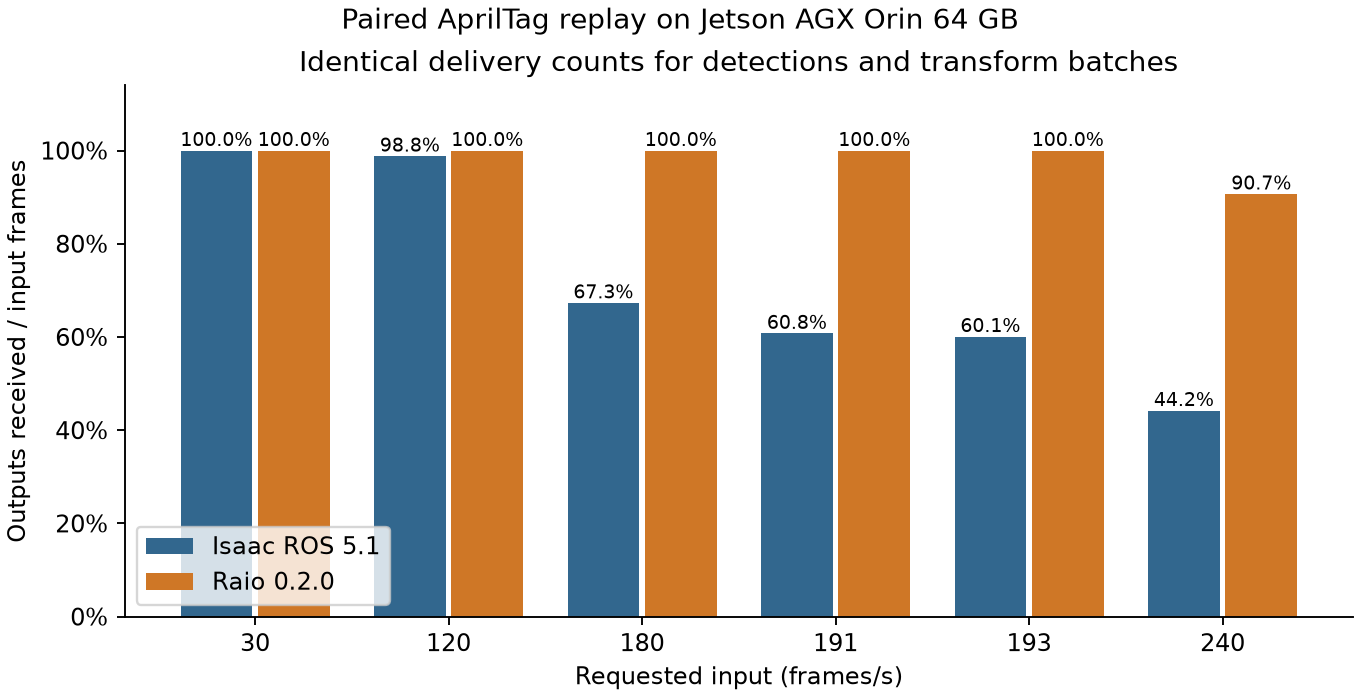 Paired AprilTag replay on Jetson AGX Orin 64 GB
Identical delivery counts for detections and transform batches
Outputs received / input frames
100%
80%
60%
40%
20%
0%
100.0% 100.0%
98.8% 100.0%
67.3% 100.0%
60.8% 100.0%
60.1% 100.0%
44.2% 90.7%
Isaac ROS 5.1
Raio 0.2.0
30 120 180 191 193 240
Requested input (frames/s)